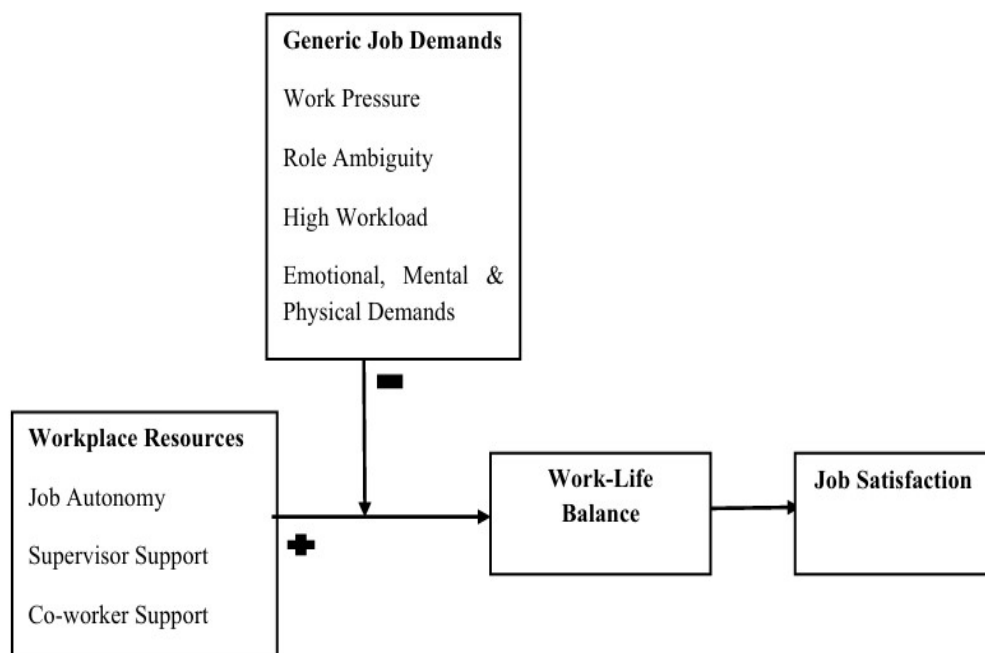 Generic Job Demands
Work Pressure
Role Ambiguity
High Workload
Emotional, Mental &
Physical Demands
Workplace Resources
Job Autonomy
Supervisor Support
Co-worker Support
Work-Life
Balance
Job Satisfaction